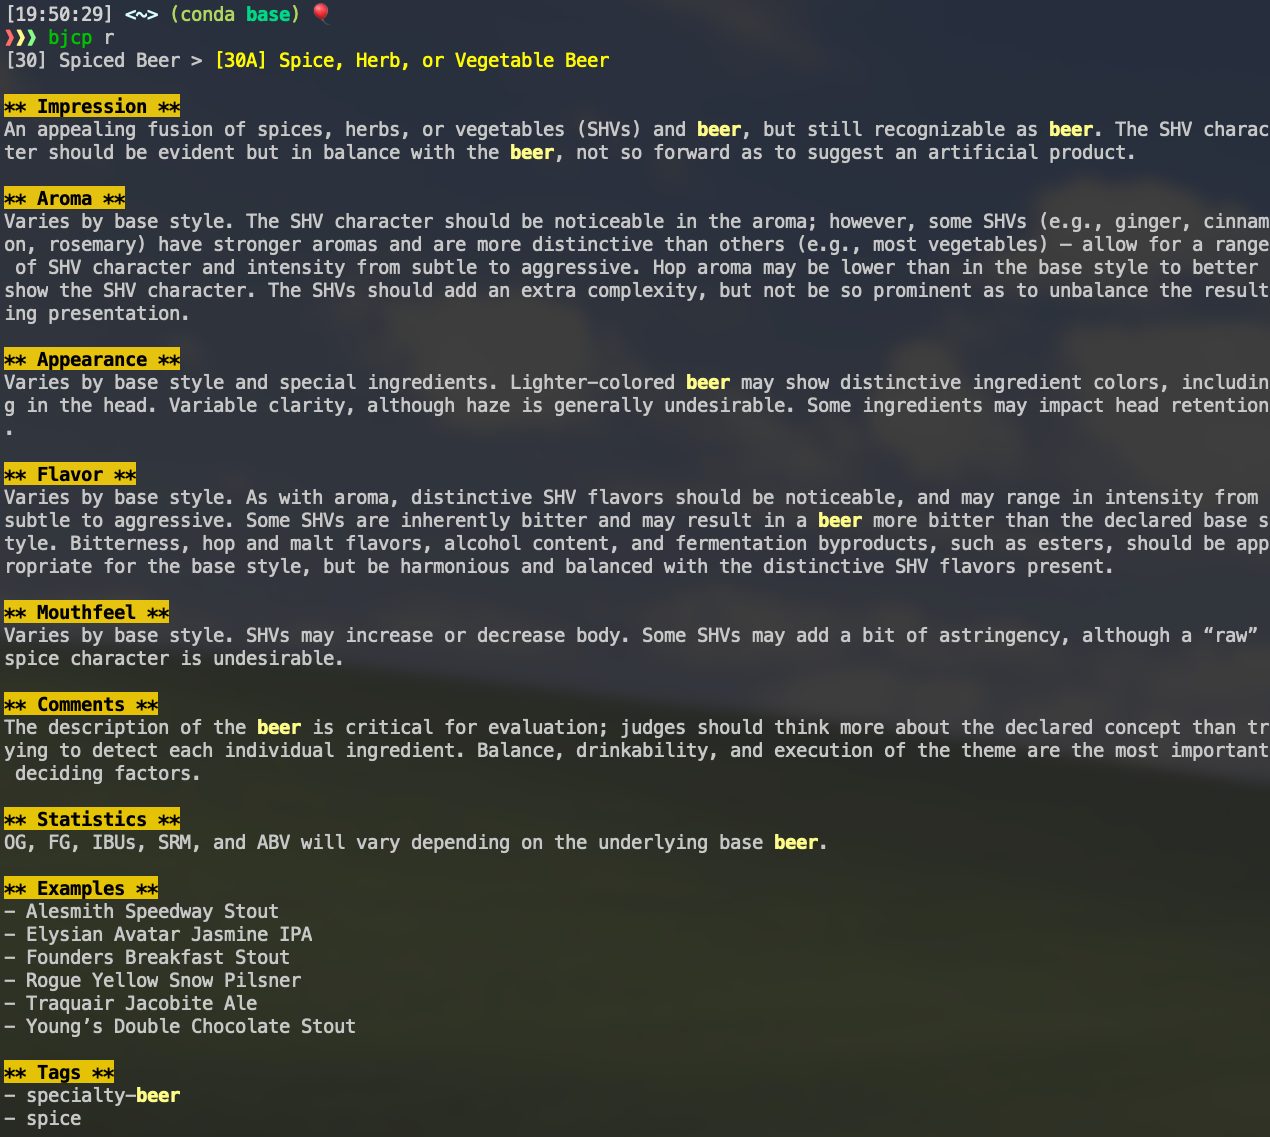 [19:50:29] <~> (conda base) 🎈
❯❯❯ bjcp r
[30] Spiced Beer > [30A] Spice, Herb, or Vegetable Beer
** Impression **
An appealing fusion of spices, herbs, or vegetables (SHVs) and beer, but still recognizable as beer. The SHV charac
ter should be evident but in balance with the beer, not so forward as to suggest an artificial product.
** Aroma **
Varies by base style. The SHV character should be noticeable in the aroma; however, some SHVs (e.g., ginger, cinnam
on, rosemary) have stronger aromas and are more distinctive than others (e.g., most vegetables) – allow for a range
 of SHV character and intensity from subtle to aggressive. Hop aroma may be lower than in the base style to better
show the SHV character. The SHVs should add an extra complexity, but not be so prominent as to unbalance the result
ing presentation.
** Appearance **
Varies by base style and special ingredients. Lighter-colored beer may show distinctive ingredient colors, includin
g in the head. Variable clarity, although haze is generally undesirable. Some ingredients may impact head retention
.
** Flavor **
Varies by base style. As with aroma, distinctive SHV flavors should be noticeable, and may range in intensity from
subtle to aggressive. Some SHVs are inherently bitter and may result in a beer more bitter than the declared base s
tyle. Bitterness, hop and malt flavors, alcohol content, and fermentation byproducts, such as esters, should be app
ropriate for the base style, but be harmonious and balanced with the distinctive SHV flavors present.
** Mouthfeel **
Varies by base style. SHVs may increase or decrease body. Some SHVs may add a bit of astringency, although a “raw”
spice character is undesirable.
** Comments **
The description of the beer is critical for evaluation; judges should think more about the declared concept than tr
ying to detect each individual ingredient. Balance, drinkability, and execution of the theme are the most important
 deciding factors.
** Statistics **
OG, FG, IBUs, SRM, and ABV will vary depending on the underlying base beer.
** Examples **
- Alesmith Speedway Stout
- Elysian Avatar Jasmine IPA
- Founders Breakfast Stout
- Rogue Yellow Snow Pilsner
- Traquair Jacobite Ale
- Young’s Double Chocolate Stout
** Tags **
- specialty-beer
- spice